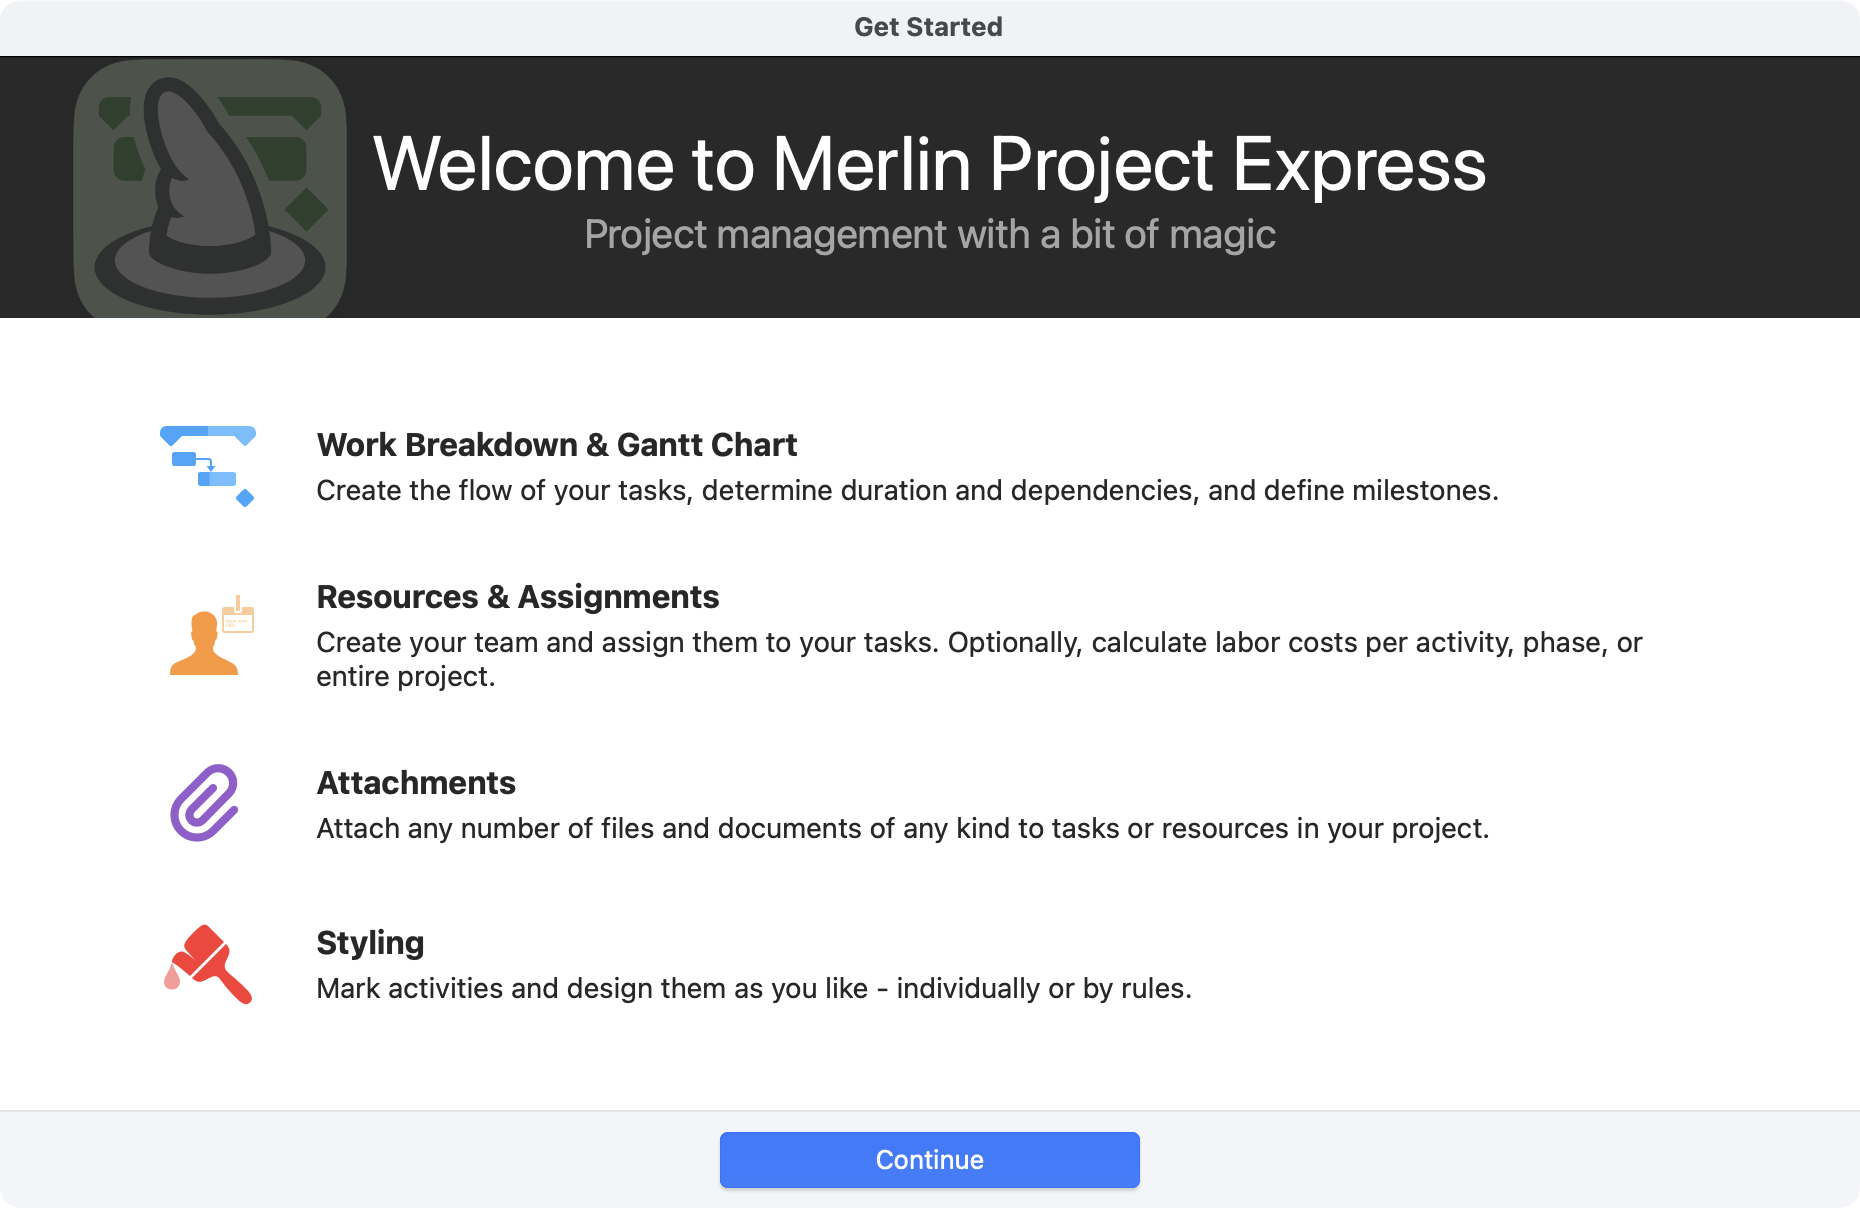 Get Started
Welcome to Merlin Project Express
Project management with a bit of magic
Work Breakdown & Gantt Chart
Create the flow of your tasks, determine duration and dependencies, and define milestones.
Resources & Assignments
Create your team and assign them to your tasks. Optionally, calculate labor costs per activity, phase, or
entire project.
Attachments
Attach any number of files and documents of any kind to tasks or resources in your project.
Styling
Mark activities and design them as you like - individually or by rules.
Continue